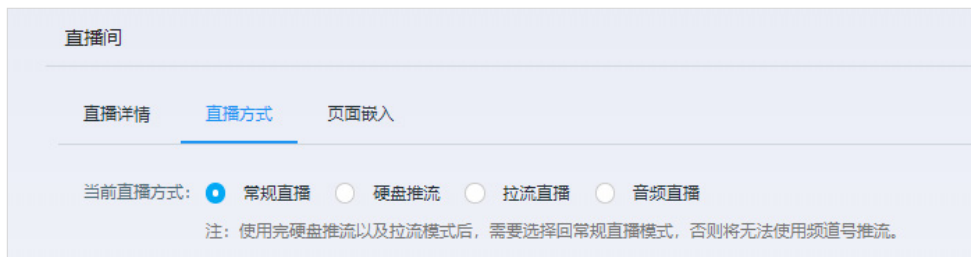 直播间
直播详情 直播方式 页面嵌入
当前直播方式: 常规直播 硬盘推流 拉流直播 音频直播
注：使用完硬盘推流以及拉流模式后，需要选择回常规直播模式，否则将无法使用频道号推流。